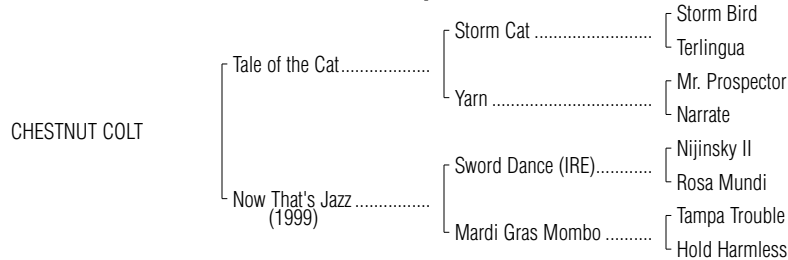 Storm Bird
Storm Cat ..........................
Terlingua
Tale of the Cat...................
Mr. Prospector
Yarn ...................................
Narrate
CHESTNUT COLT
Nijinsky II
Sword Dance (IRE)............
Rosa Mundi
Now That's Jazz ................
(1999)
Tampa Trouble
Mardi Gras Mombo ..........
Hold Harmless